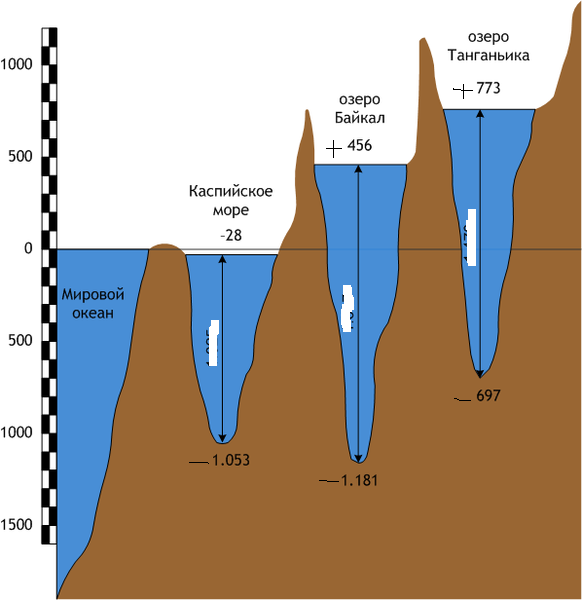 озеро
Танганьика
+ 773
озеро
Байкал
+ 456
Каспийское
море
-28
Мировой
океан
1000
500
0
500
1000
1500
— 697
— 1.053
— 1.181